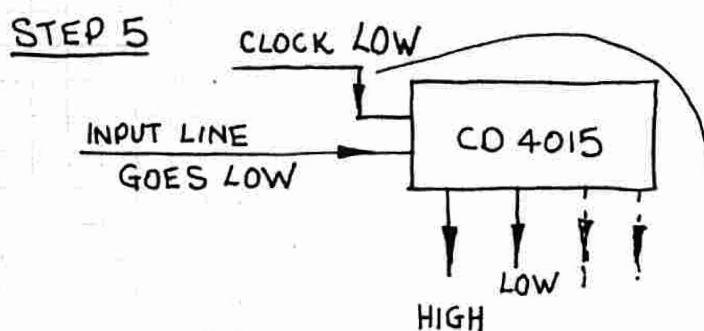 STEP 5
CLOCK LOW
INPUT LINE
GOES LOW
CD 4015
LOW
HIGH